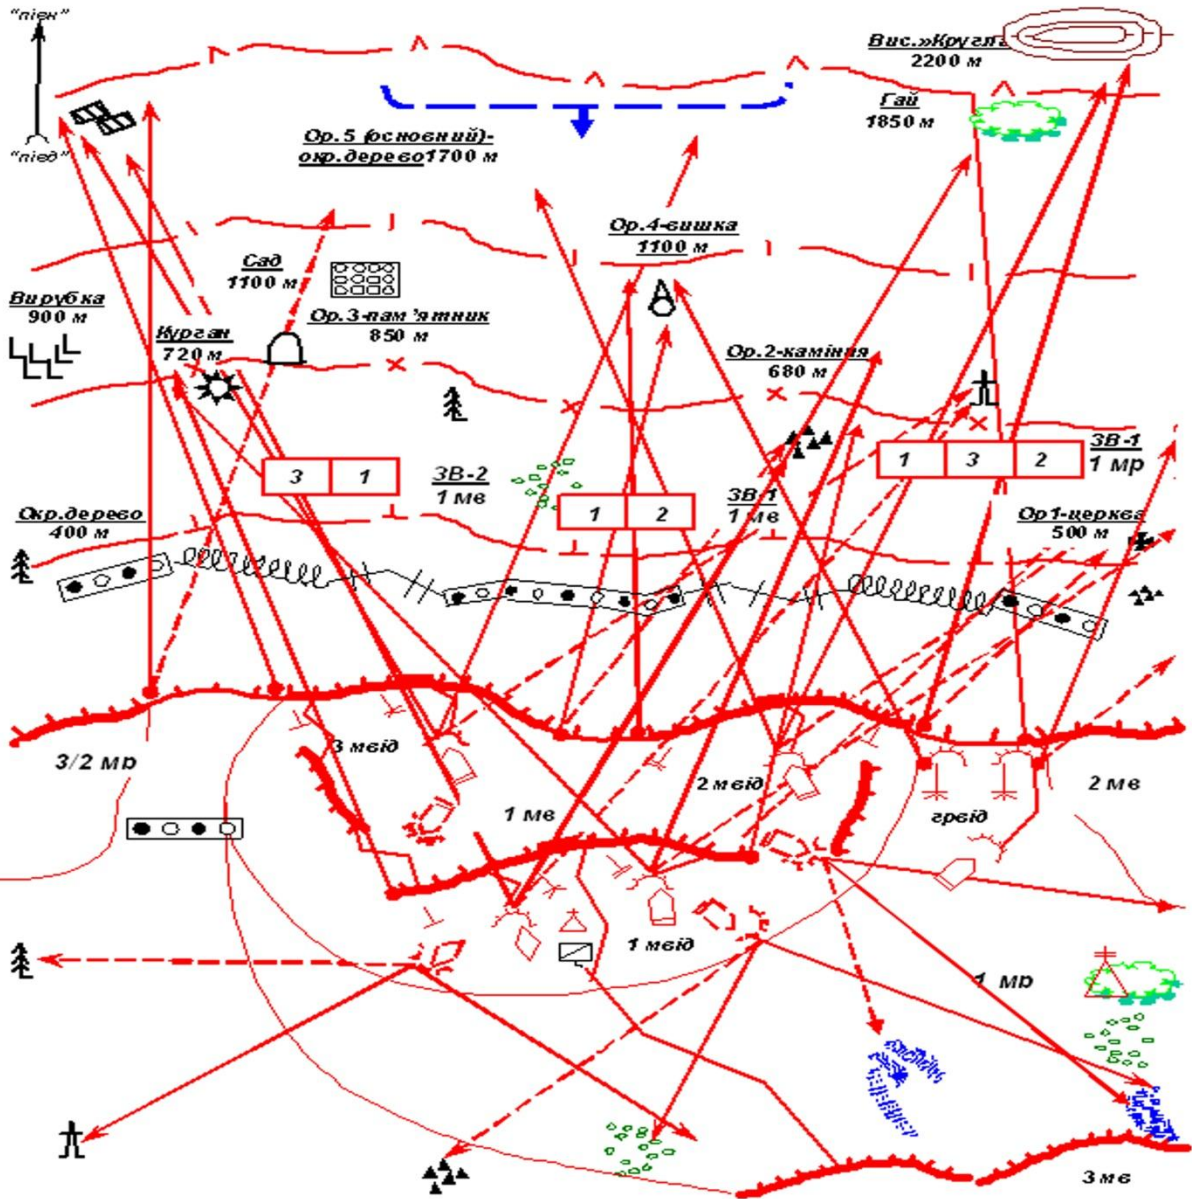 "півн"
Вис.»Кругла
2200 м
Гай
1850 м
"півд"
Ор.5 (основний)-
окр.дерево1700 м
Ор.4-вишка
1100 м
Сад
1100 м
Вирубка
900 м
Ор.3-пам'ятник
850 м
Курган
720 м
Ор.2-каміння
680 м
ЗВ-1
1 мр
1 3 2
3 1
ЗВ-2
1 мв
ЗВ-1
1 мв
1 2
Окр.дерево
400 м
Ор1-церква
500 м
3/2 мр
3 мвід
2 мвід
2 мв
1 мв
грвід
1 мвід
1 мр
3 мв